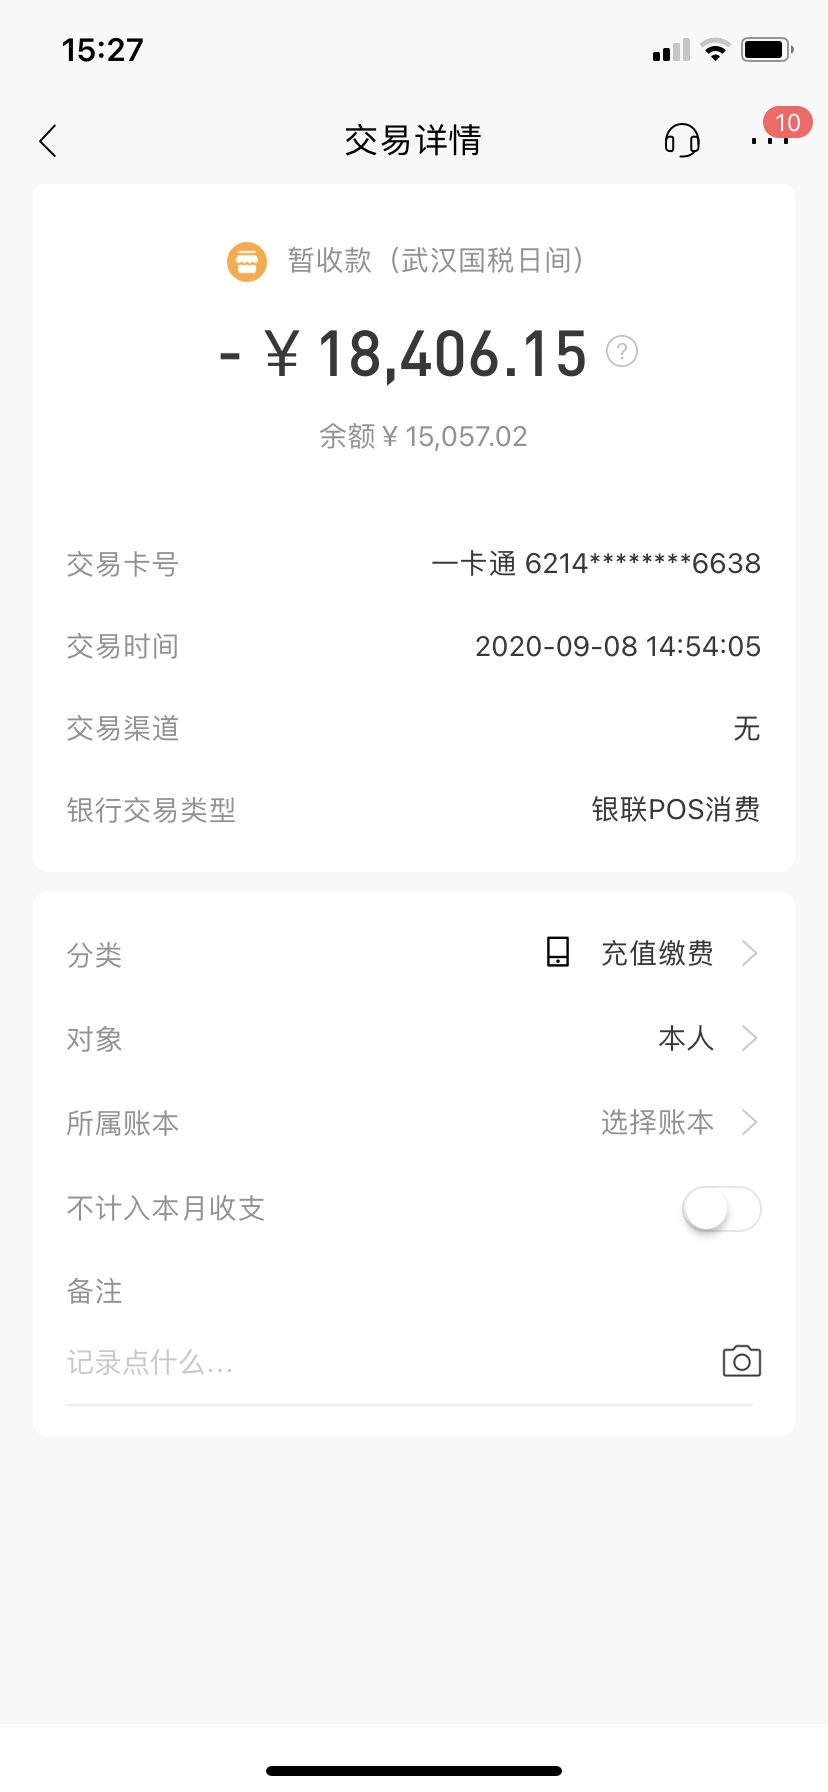 15:27
交易详情
10
暂收款（武汉国税日间）
- ¥ 18,406.15 ?
余额 ¥ 15,057.02
交易卡号 一卡通 6214********6638
交易时间 2020-09-08 14:54:05
交易渠道 无
银行交易类型 银联POS消费
分类 充值缴费
对象 本人
所属账本 选择账本
不计入本月收支
备注
记录点什么...